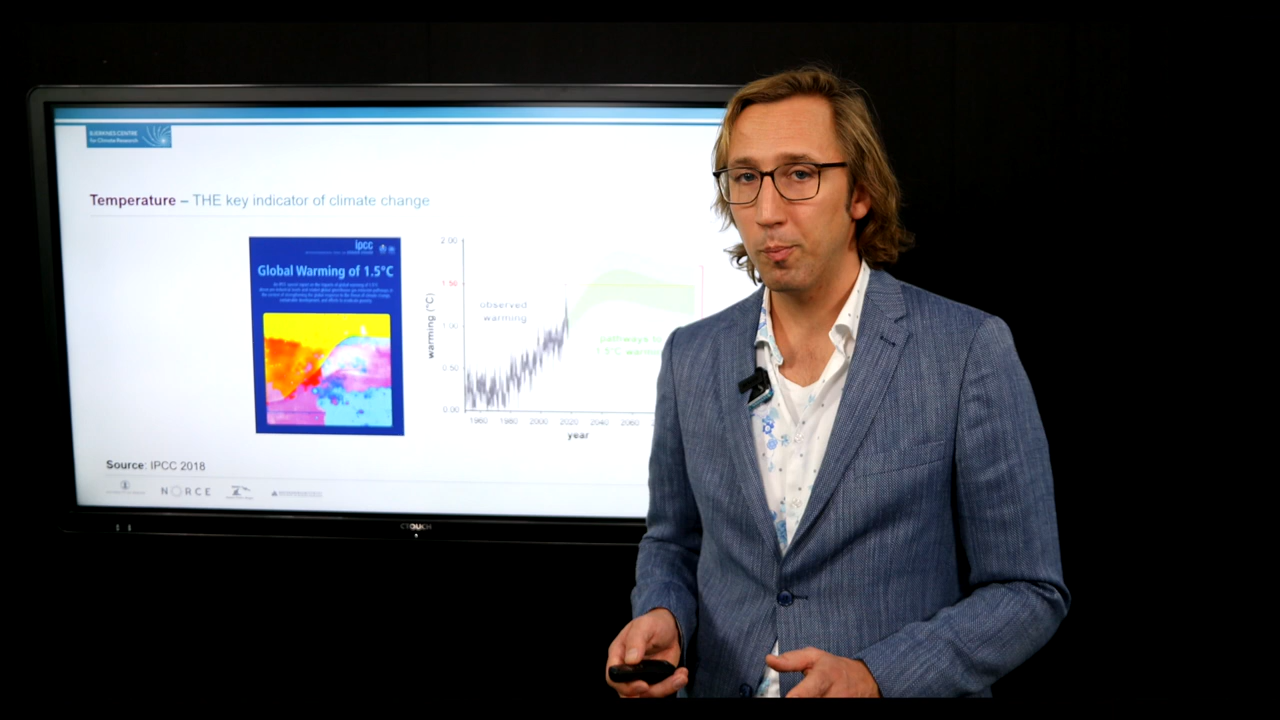 BJERKNES CENTRE
for Climate Research
Temperature – THE key indicator of climate change
ipcc
Global Warming of 1.5°C
2.00
1.50
1.00
0.50
0.00
warming (°C)
observed
warming
pathways to
1.5°C warming
1960 1980 2000 2020 2040 2060
year
Source: IPCC 2018
NORCE
CTOUCH